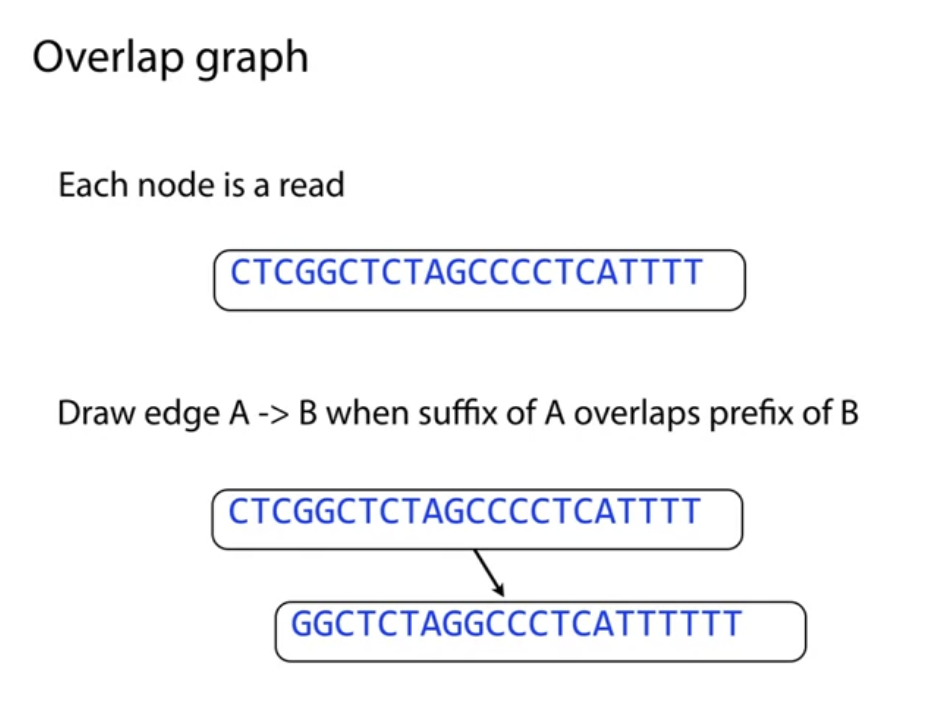 Overlap graph
Each node is a read
CTCGGCTCTAGCCCCTCATTTT
Draw edge A -> B when suffix of A overlaps prefix of B
CTCGGCTCTAGCCCCTCATTTT
GGCTCTAGGCCCTCATTTTTT